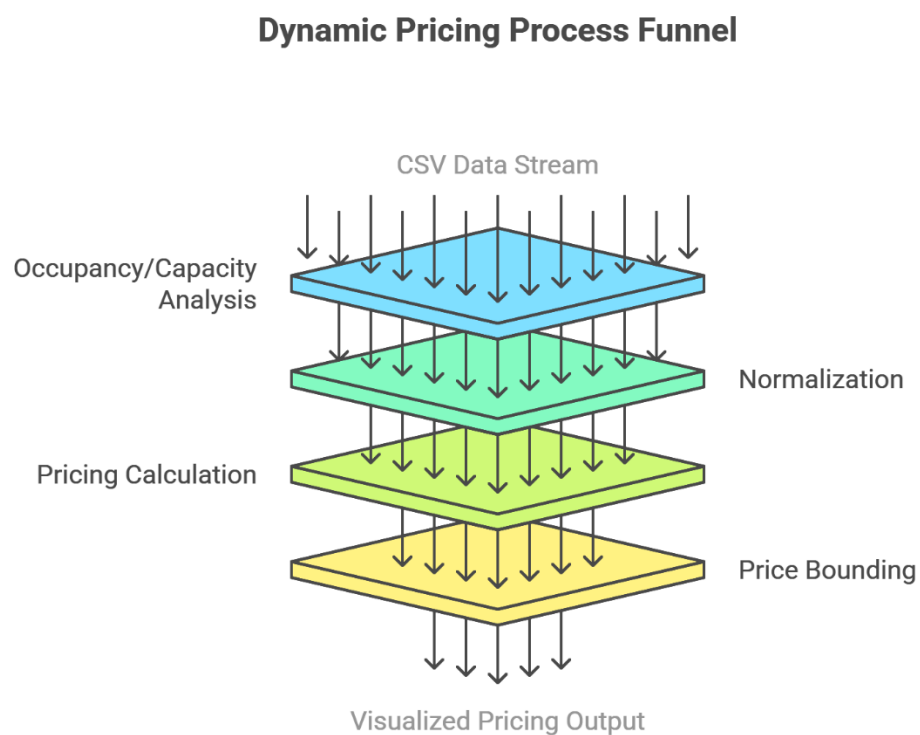 Dynamic Pricing Process Funnel
CSV Data Stream
Occupancy/Capacity
Analysis
Normalization
Pricing Calculation
Price Bounding
Visualized Pricing Output